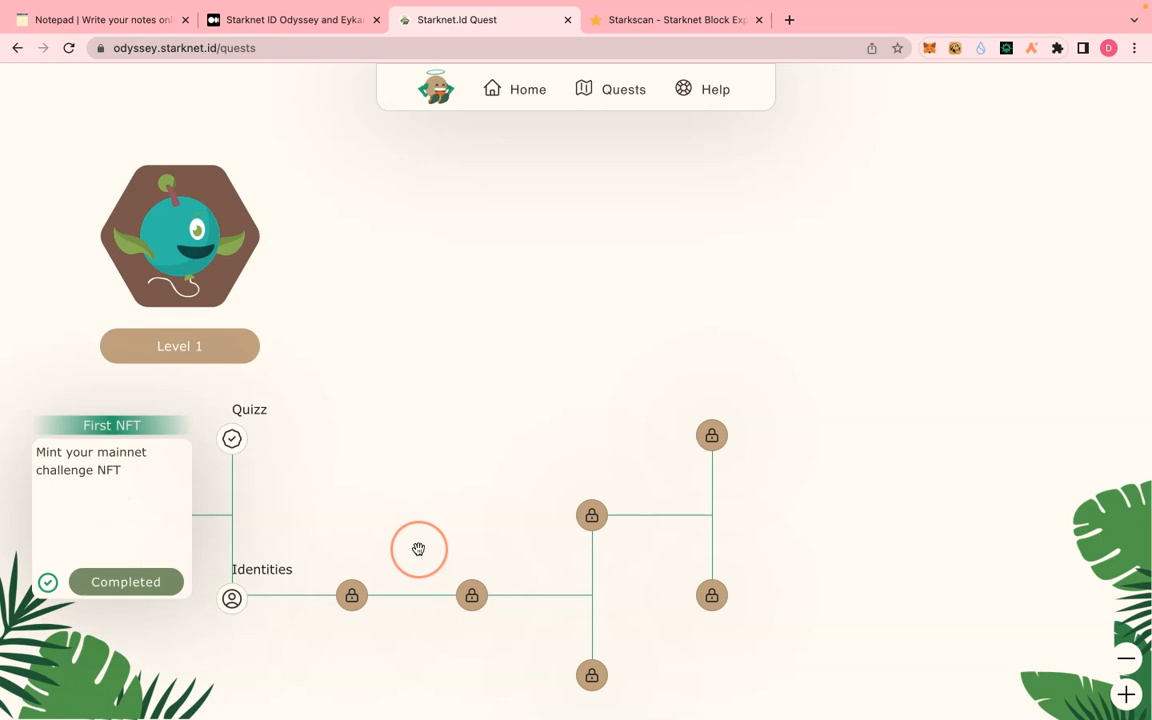 Notepad | Write your notes onl
Starknet ID Odyssey and Eykar
Starknet.Id Quest
Starkscan - Starknet Block Exp
odyssey.starknet.id/quests
D
Home
Quests
Help
Level 1
Quizz
First NFT
Mint your mainnet
challenge NFT
Completed
Identities